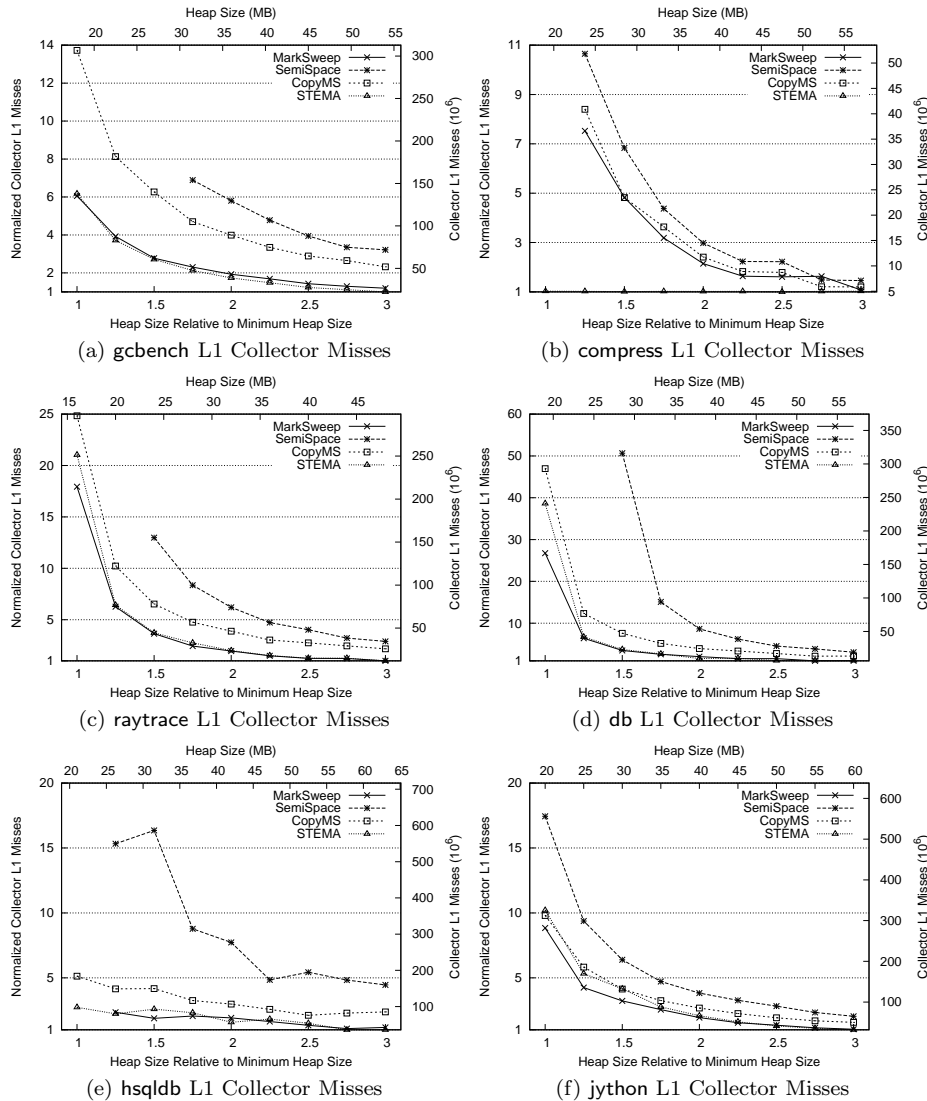 Heap Size (MB)
20 25 30 35 40 45 50 55
14
12
10
8
6
4
2
1
Normalized Collector L1 Misses
MarkSweep
SemiSpace
CopyMS
STEMA
300
250
200
150
100
50
Collector L1 Misses (10^6)
1 1.5 2 2.5 3
Heap Size Relative to Minimum Heap Size
(a) gcbench L1 Collector Misses
Heap Size (MB)
20 25 30 35 40 45 50 55
11
9
7
5
3
1
Normalized Collector L1 Misses
MarkSweep
SemiSpace
CopyMS
STEMA
50
45
40
35
30
25
20
15
10
5
Collector L1 Misses (10^6)
1 1.5 2 2.5 3
Heap Size Relative to Minimum Heap Size
(b) compress L1 Collector Misses
Heap Size (MB)
16 20 24 28 32 36 40 44
25
20
15
10
5
1
Normalized Collector L1 Misses
MarkSweep
SemiSpace
CopyMS
STEMA
250
200
150
100
50
Collector L1 Misses (10^6)
1 1.5 2 2.5 3
Heap Size Relative to Minimum Heap Size
(c) raytrace L1 Collector Misses
Heap Size (MB)
20 25 30 35 40 45 50 55
60
50
40
30
20
10
1
Normalized Collector L1 Misses
MarkSweep
SemiSpace
CopyMS
STEMA
350
300
250
200
150
100
50
Collector L1 Misses (10^6)
1 1.5 2 2.5 3
Heap Size Relative to Minimum Heap Size
(d) db L1 Collector Misses
Heap Size (MB)
20 25 30 35 40 45 50 55 60 65
20
15
10
5
1
Normalized Collector L1 Misses
MarkSweep
SemiSpace
CopyMS
STEMA
700
600
500
400
300
200
100
Collector L1 Misses (10^6)
1 1.5 2 2.5 3
Heap Size Relative to Minimum Heap Size
(e) hsqldb L1 Collector Misses
Heap Size (MB)
20 25 30 35 40 45 50 55 60
20
15
10
5
1
Normalized Collector L1 Misses
MarkSweep
SemiSpace
CopyMS
STEMA
600
500
400
300
200
100
Collector L1 Misses (10^6)
1 1.5 2 2.5 3
Heap Size Relative to Minimum Heap Size
(f) jython L1 Collector Misses